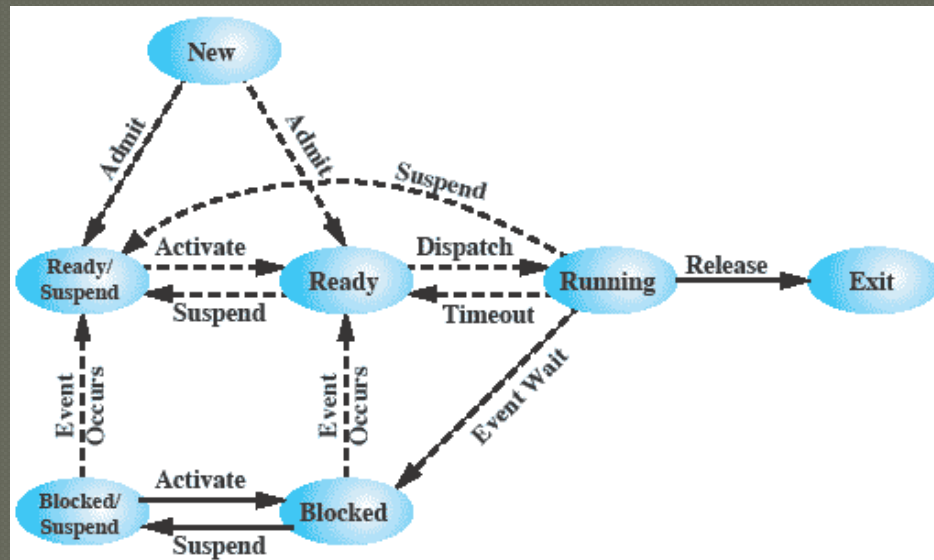 New
Admit
Admit
Suspend
Ready/
Suspend
Activate
Suspend
Ready
Dispatch
Timeout
Running
Release
Exit
Event
Occurs
Event
Occurs
Event Wait
Blocked/
Suspend
Activate
Suspend
Blocked